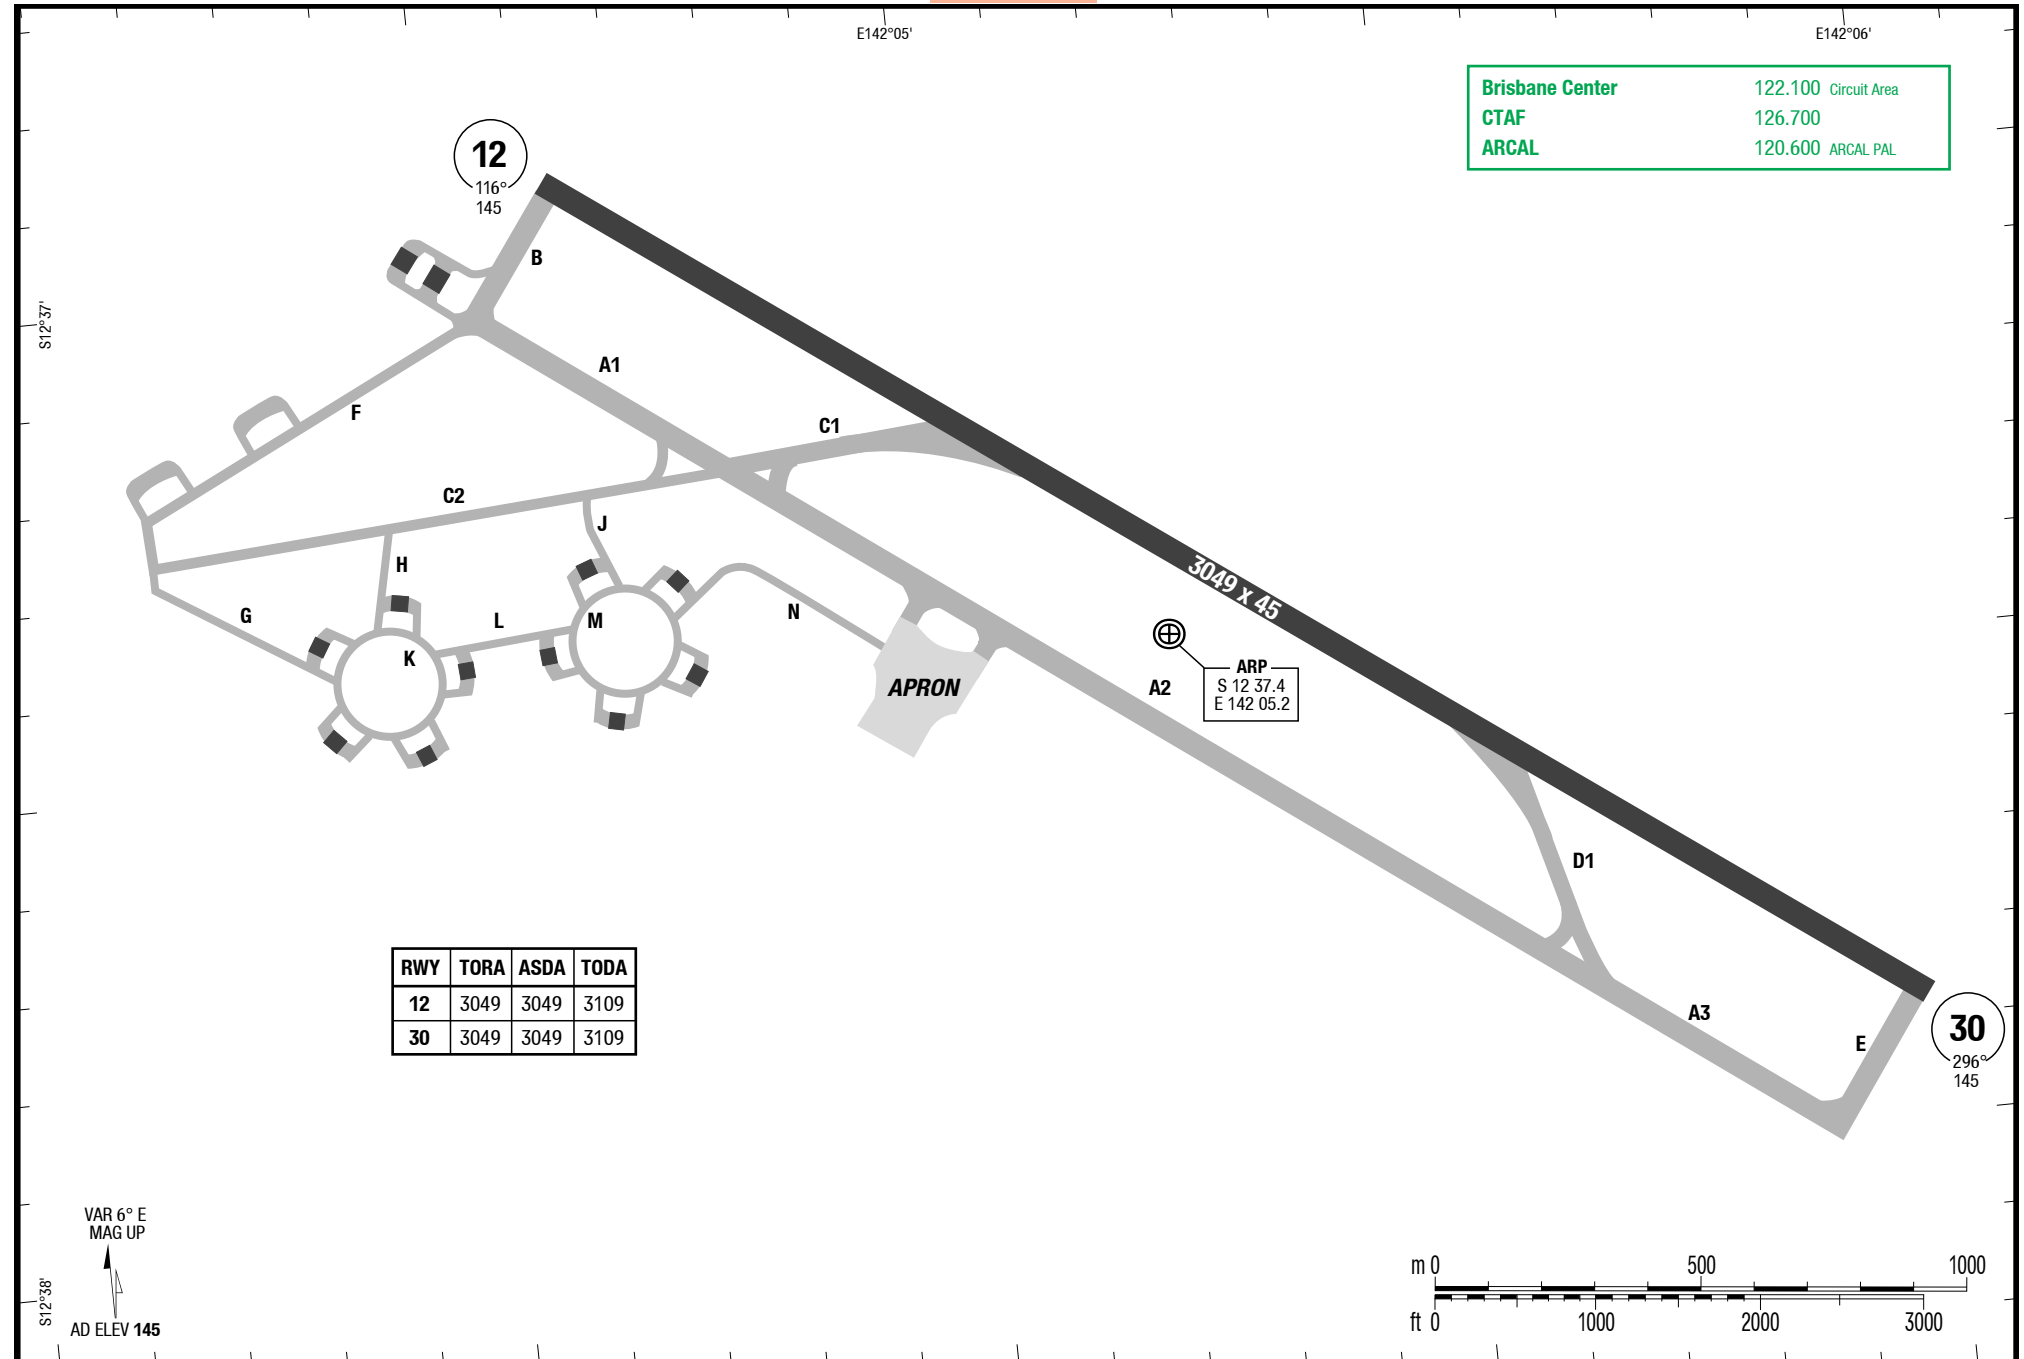 E142°05'
E142°06'
Brisbane Center 122.100 Circuit Area
CTAF 126.700
ARCAL 120.600 ARCAL PAL
12
116°
145
B
S12°37'
A1
F
C1
C2
J
H
3049 x 45
G
L
M
N
K
ARP
S 12 37.4
E 142 05.2
APRON
A2
D1
RWY TORA ASDA TODA
12 3049 3049 3109
30 3049 3049 3109
A3
E
30
296°
145
VAR 6° E
MAG UP
S12°38'
AD ELEV 145
m 0 500 1000
ft 0 1000 2000 3000